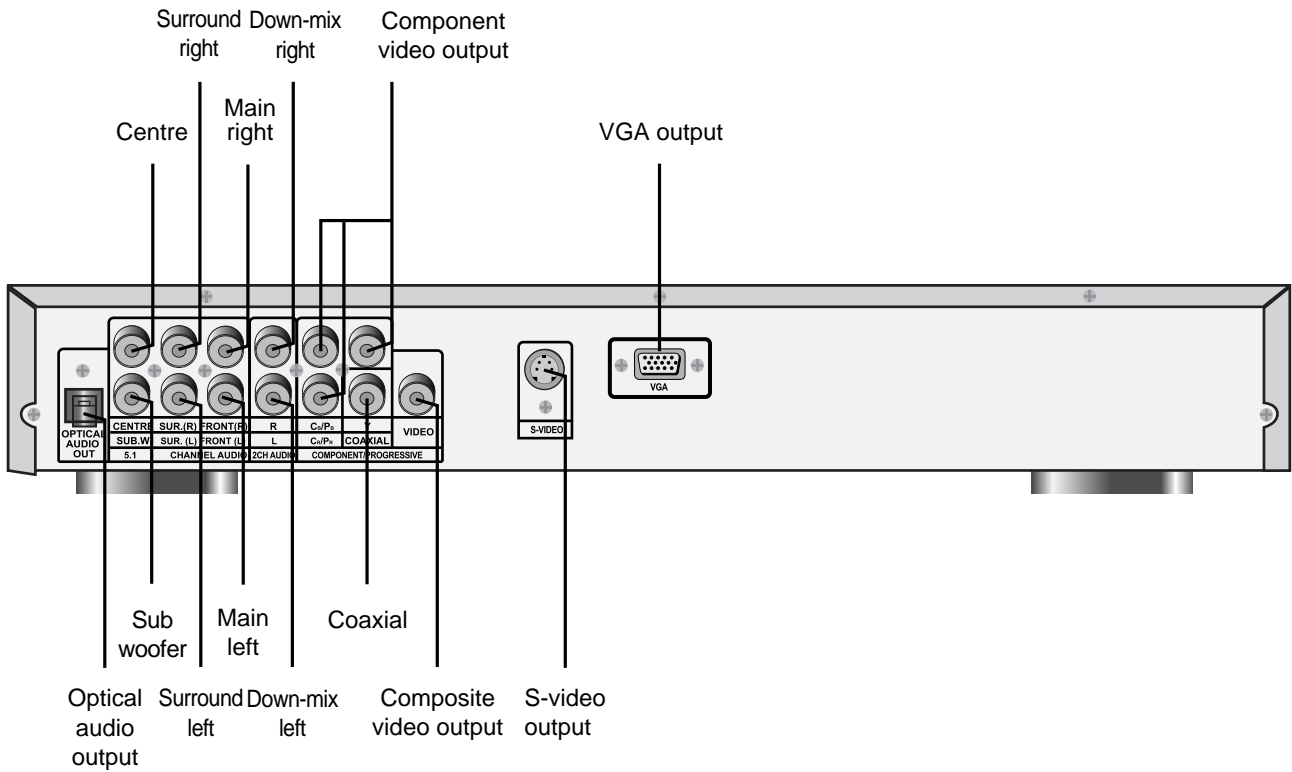 Surround right
Down-mix right
Component video output
Centre
Main right
VGA output
VGA
S-VIDEO
OPTICAL AUDIO OUT
CENTRE SUR.(R) FRONT(R) R CB/PB Y VIDEO
SUB.W SUR. (L) FRONT (L) L CR/PR COAXIAL
5.1 CHANNEL AUDIO 2CH AUDIO COMPONENT/PROGRESSIVE
Sub woofer
Main left
Coaxial
Optical audio output
Surround left
Down-mix left
Composite video output
S-video output